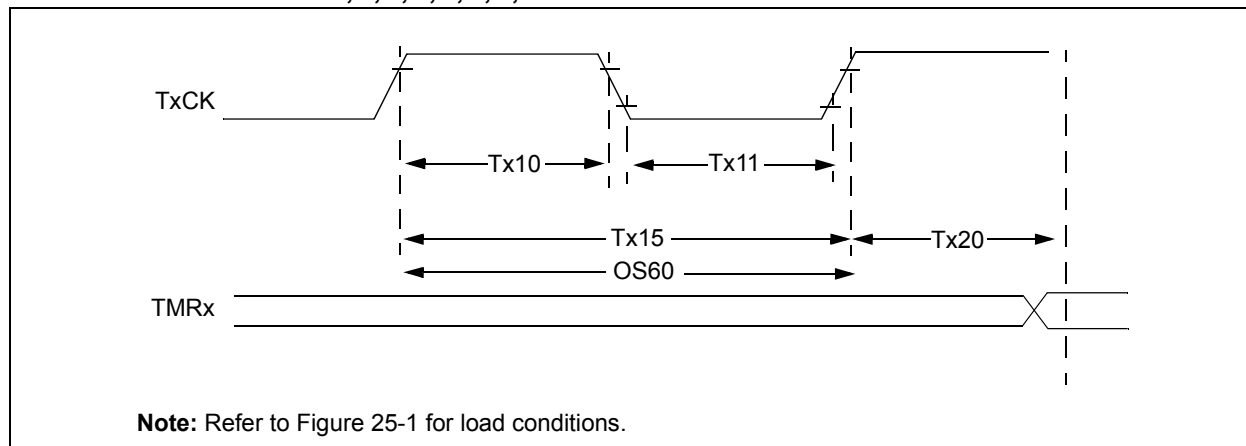 TxCK
Tx10 Tx11
Tx15 Tx20
OS60
TMRx
Note: Refer to Figure 25-1 for load conditions.